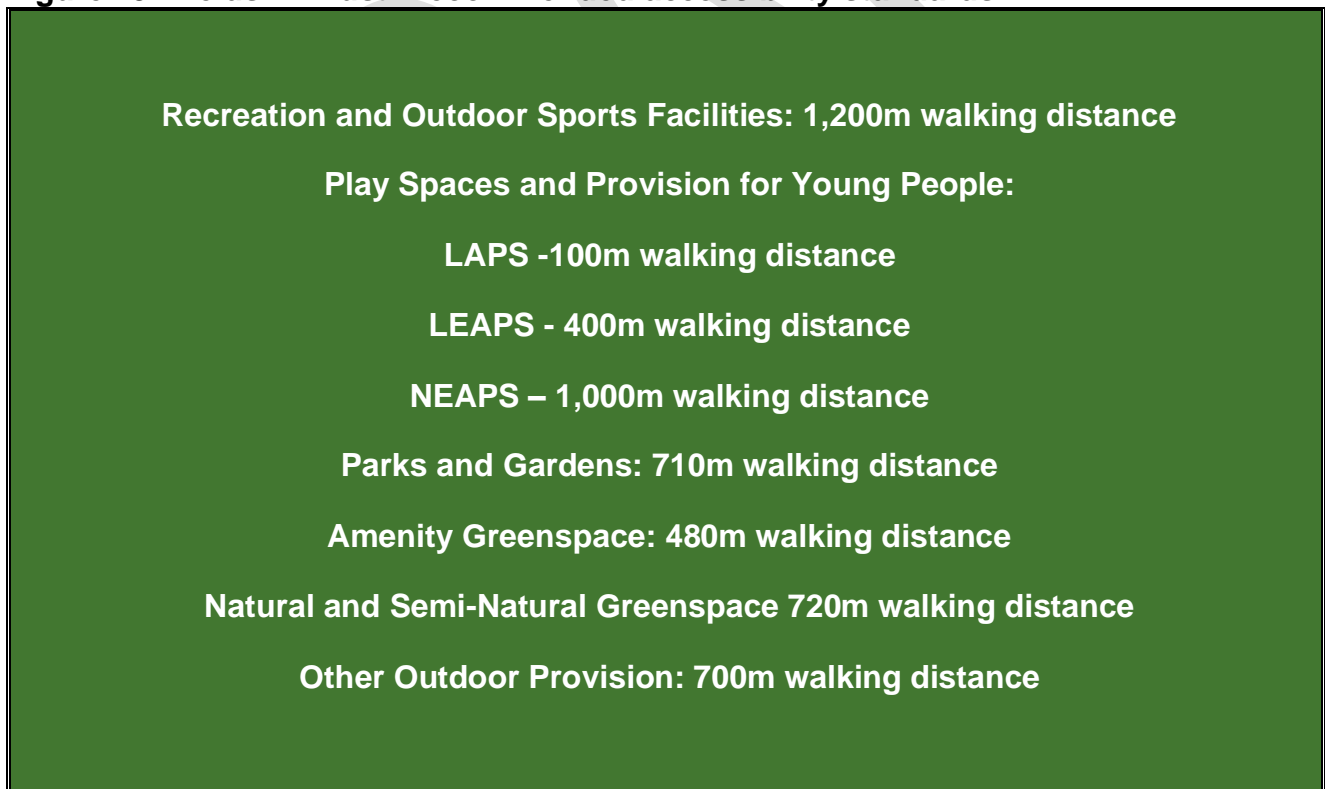 Recreation and Outdoor Sports Facilities: 1,200m walking distance
Play Spaces and Provision for Young People:
LAPS -100m walking distance
LEAPS - 400m walking distance
NEAPS – 1,000m walking distance
Parks and Gardens: 710m walking distance
Amenity Greenspace: 480m walking distance
Natural and Semi-Natural Greenspace 720m walking distance
Other Outdoor Provision: 700m walking distance